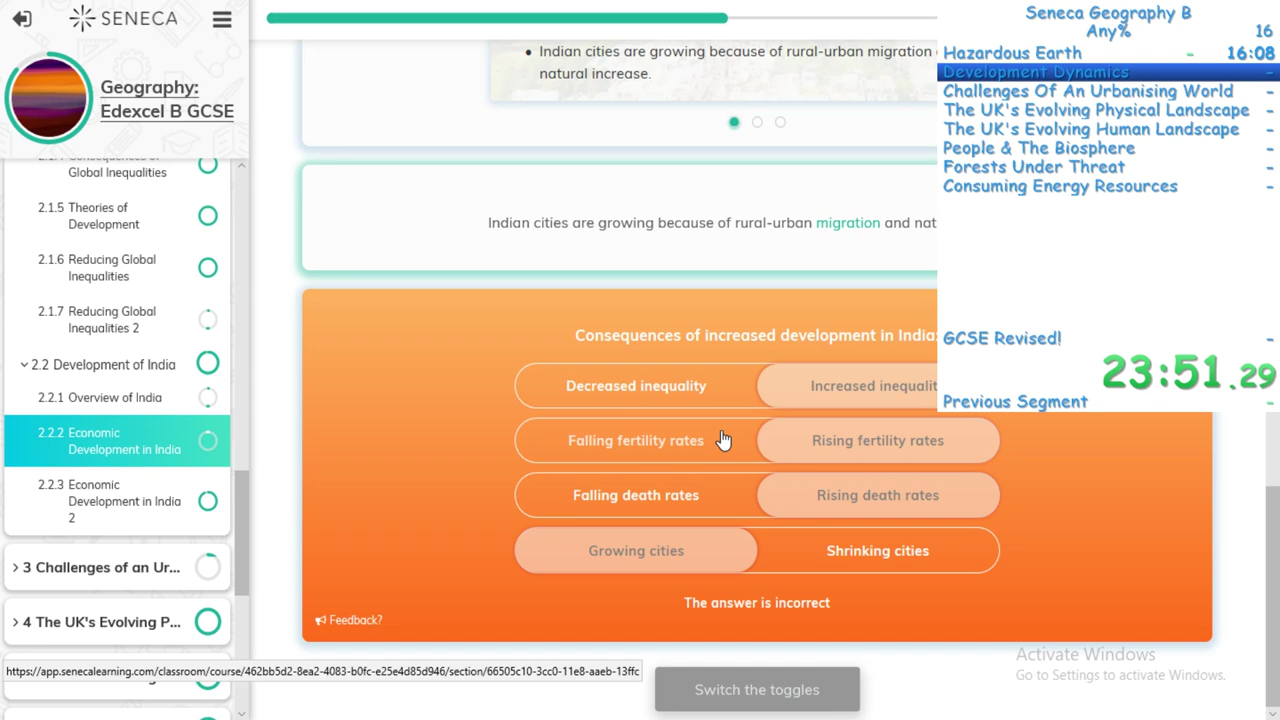 SENECA
Geography:
Edexcel B GCSE
Global Inequalities
2.1.5 Theories of
Development
2.1.6 Reducing Global
Inequalities
2.1.7 Reducing Global
Inequalities 2
2.2 Development of India
2.2.1 Overview of India
2.2.2 Economic
Development in India
2.2.3 Economic
Development in India
2
3 Challenges of an Ur...
4 The UK's Evolving P...
https://app.senecalearning.com/classroom/course/462bb5d2-8ea2-4083-b0fc-e25e4d85d946/section/66505c10-3cc0-11e8-aaeb-13ffc
• Indian cities are growing because of rural-urban migration
natural increase.
Indian cities are growing because of rural-urban migration and nat
Consequences of increased development in India:
Decreased inequality Increased inequalit
Falling fertility rates Rising fertility rates
Falling death rates Rising death rates
Growing cities Shrinking cities
The answer is incorrect
Feedback?
Switch the toggles
Seneca Geography B
Any% 16
Hazardous Earth - 16:08
Development Dynamics -
Challenges Of An Urbanising World -
The UK's Evolving Physical Landscape -
The UK's Evolving Human Landscape -
People & The Biosphere -
Forests Under Threat -
Consuming Energy Resources -
GCSE Revised! -
23:51.29
Previous Segment -
Activate Windows
Go to Settings to activate Windows.